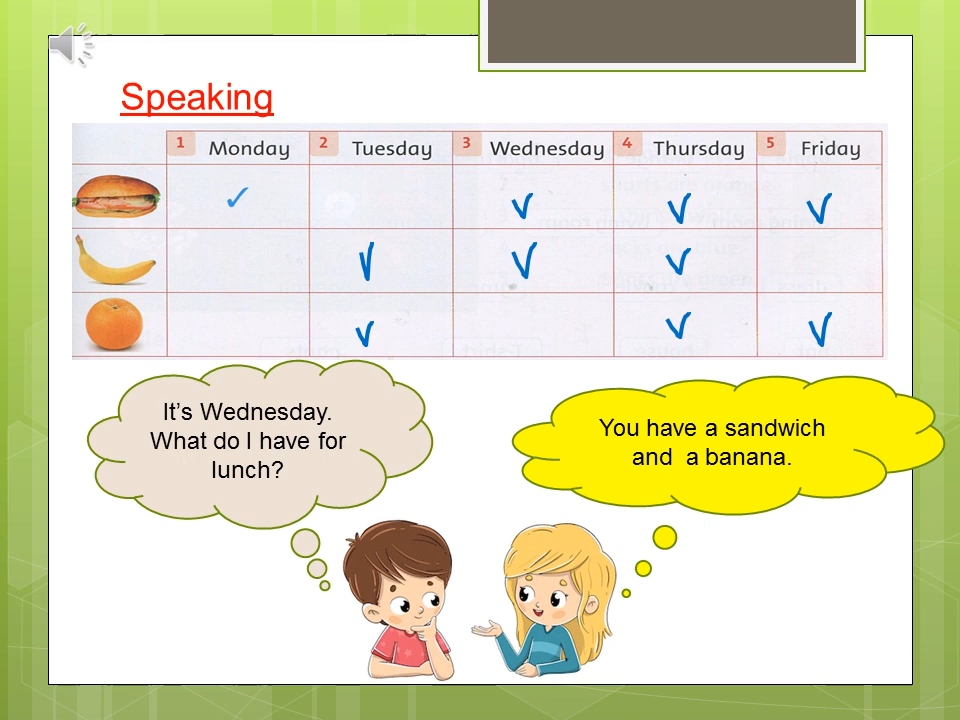 Speaking
1 Monday 2 Tuesday 3 Wednesday 4 Thursday 5 Friday
It's Wednesday.
What do I have for
lunch?
You have a sandwich
and a banana.